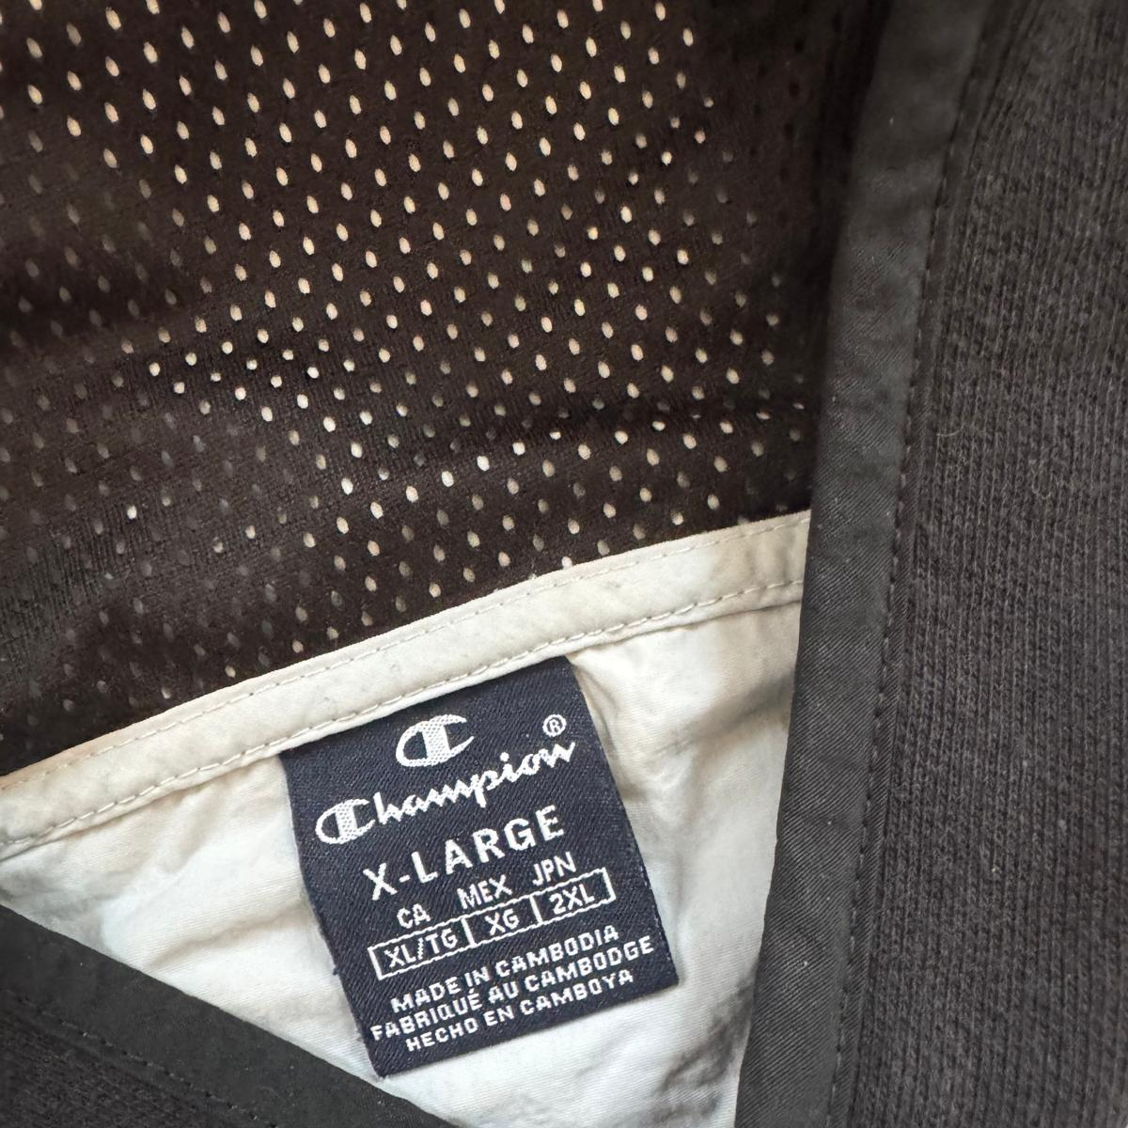 C
Champion®
X-LARGE
CA MEX JPN
XL/TG XG 2XL
MADE IN CAMBODIA
FABRIQUÉ AU CAMBODGE
HECHO EN CAMBOYA